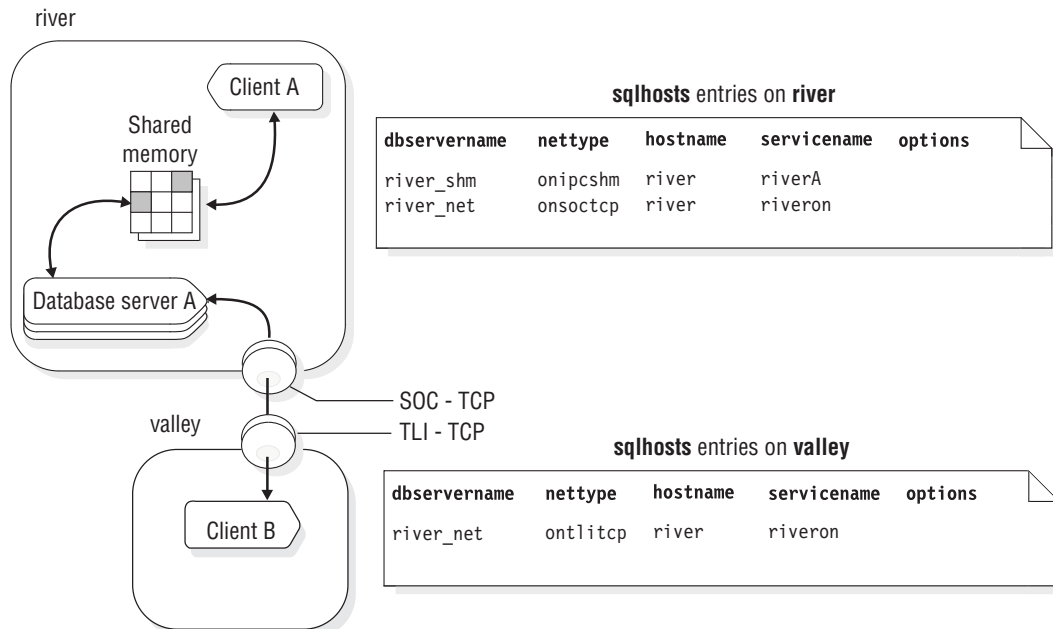 river
Client A
Shared
memory
Database server A
sqlhosts entries on river
dbservername nettype hostname servicename options
river_shm onipcshm river riverA
river_net onsoctcp river riveron
SOC - TCP
TLI - TCP
valley
Client B
sqlhosts entries on valley
dbservername nettype hostname servicename options
river_net ontlitcp river riveron